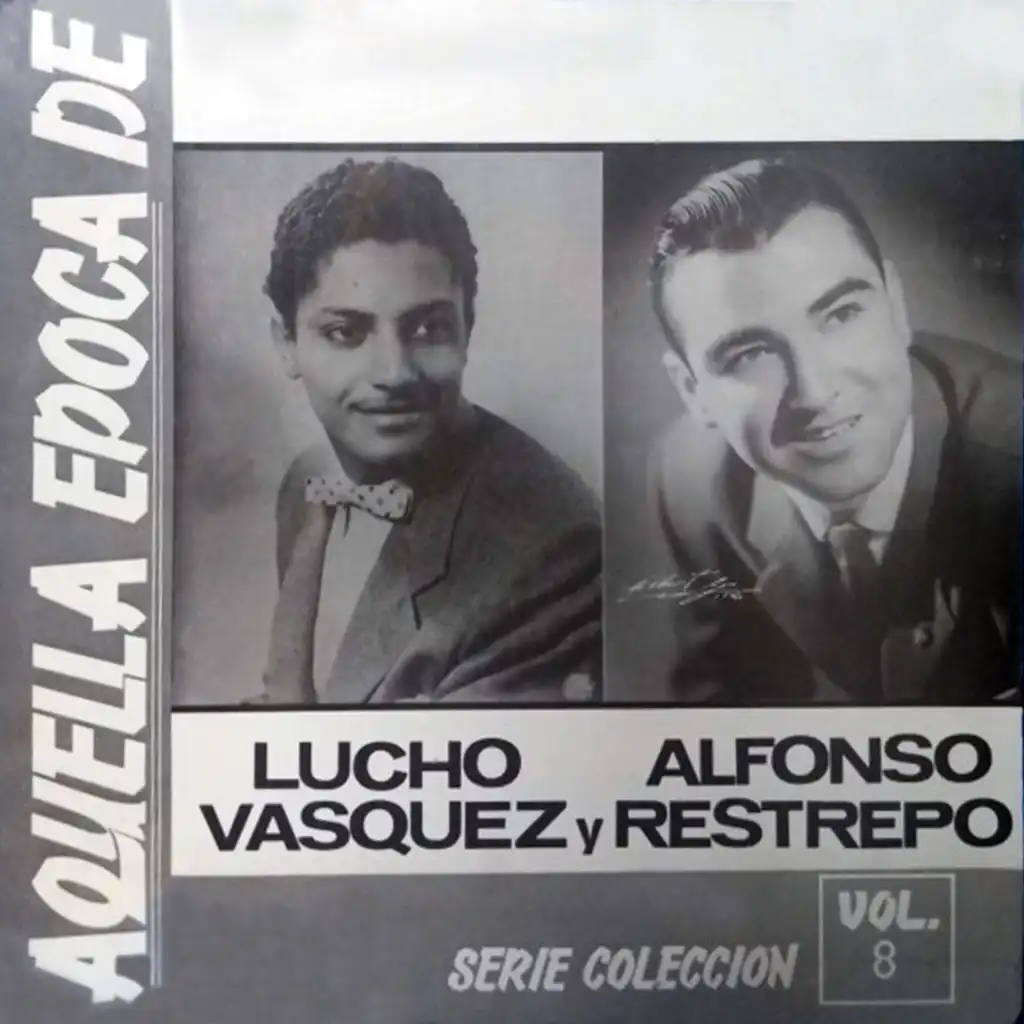 AQUELLA EPOCA DE
LUCHO
VASQUEZ y
ALFONSO
RESTREPO
SERIE COLECCION
VOL.
8